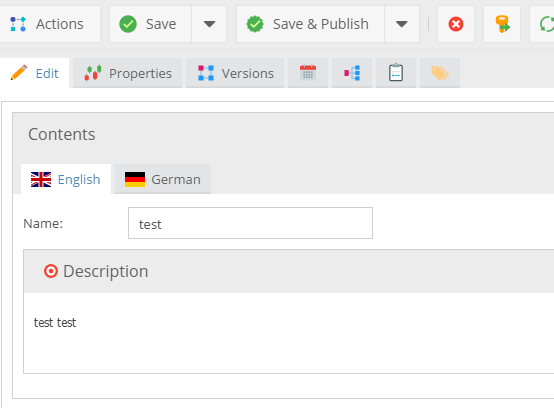 Actions Save Save & Publish
Edit Properties Versions
Contents
English German
Name: test
Description
test test